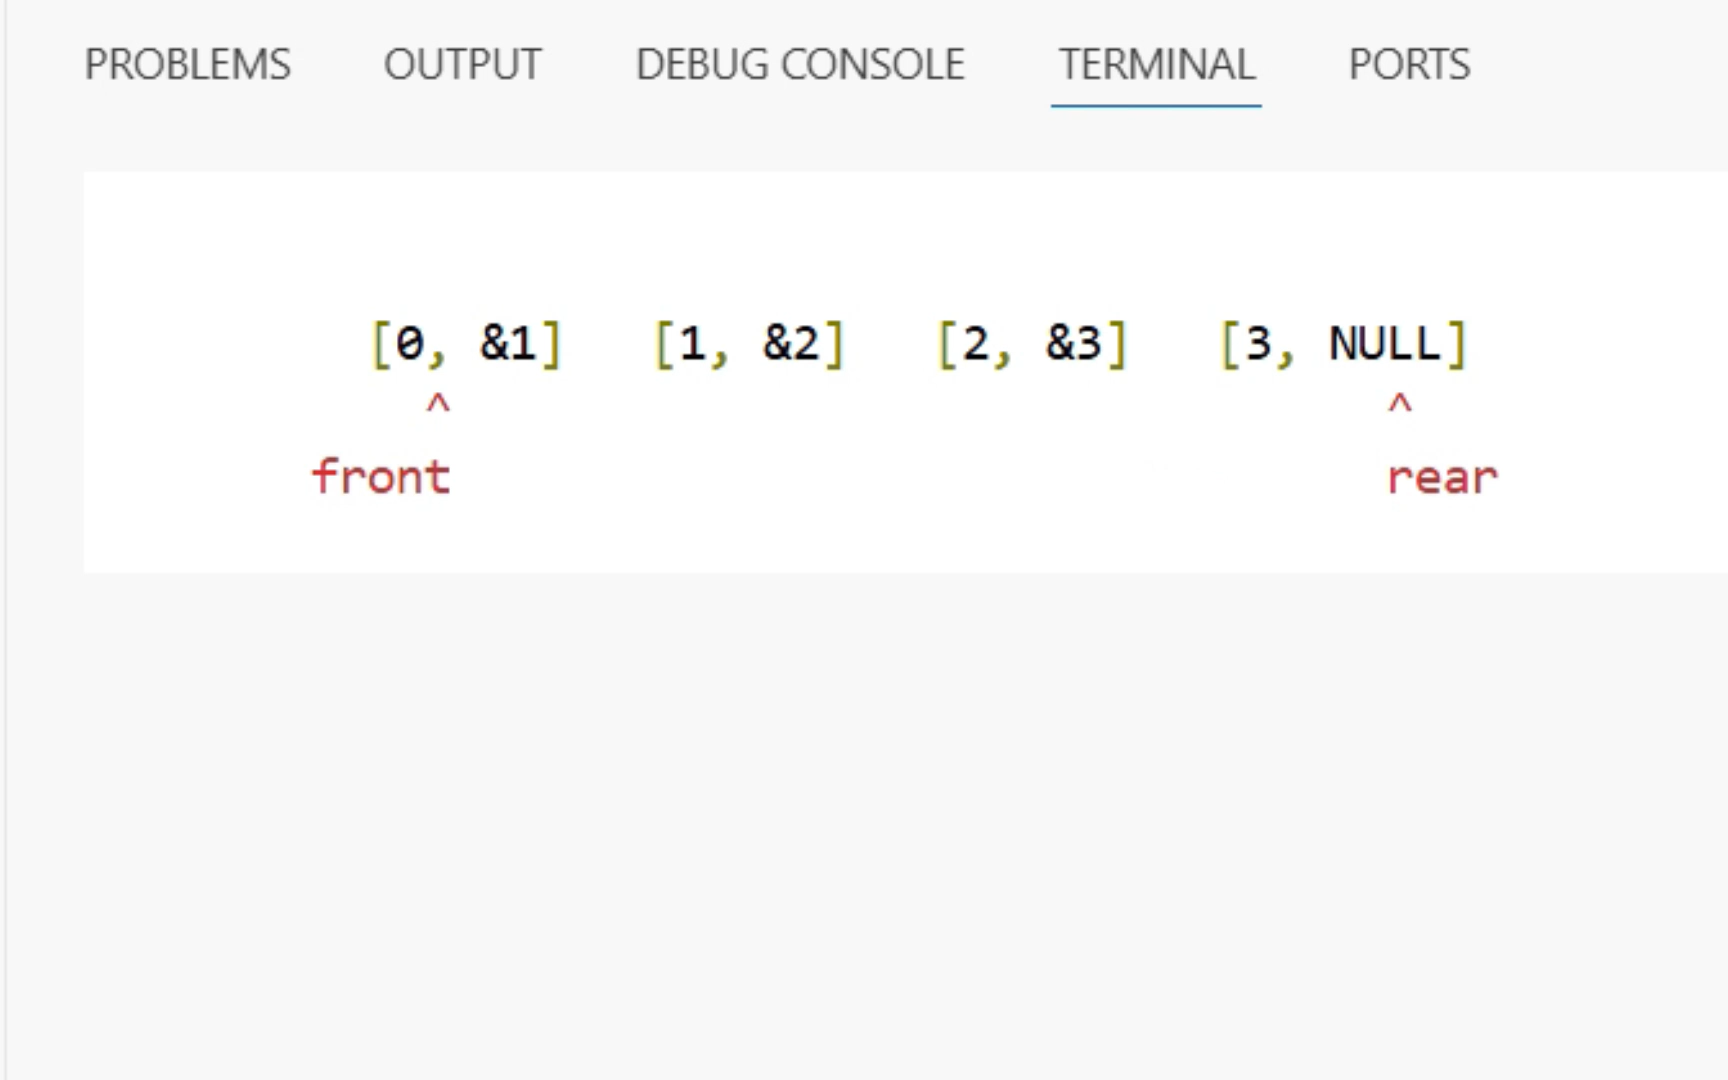 PROBLEMS OUTPUT DEBUG CONSOLE TERMINAL PORTS
[0, &1] [1, &2] [2, &3] [3, NULL]
^ ^
front rear